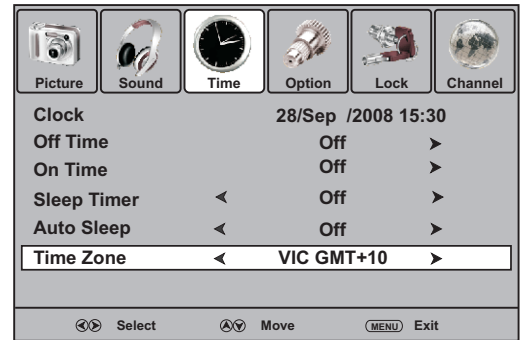 Picture Sound Time Option Lock Channel
Clock 28/Sep /2008 15:30
Off Time Off
On Time Off
Sleep Timer Off
Auto Sleep Off
Time Zone VIC GMT+10
Select Move MENU Exit